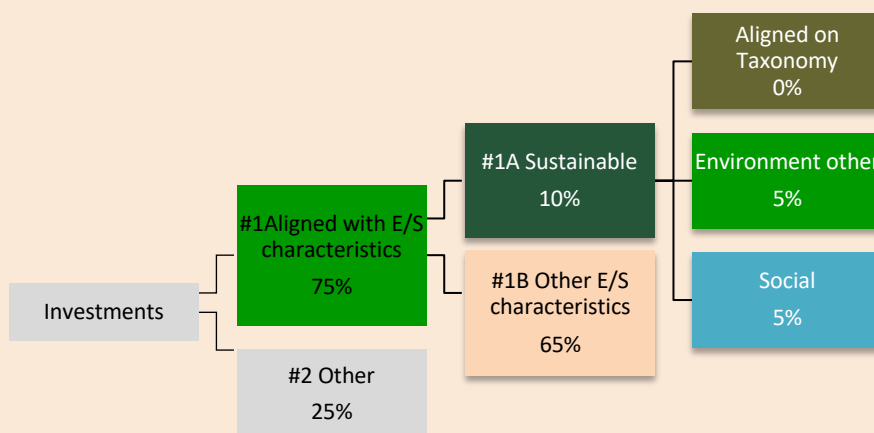 Investments
#1Aligned with E/S
characteristics
75%
#2 Other
25%
#1A Sustainable
10%
#1B Other E/S
characteristics
65%
Aligned on
Taxonomy
0%
Environment other
5%
Social
5%